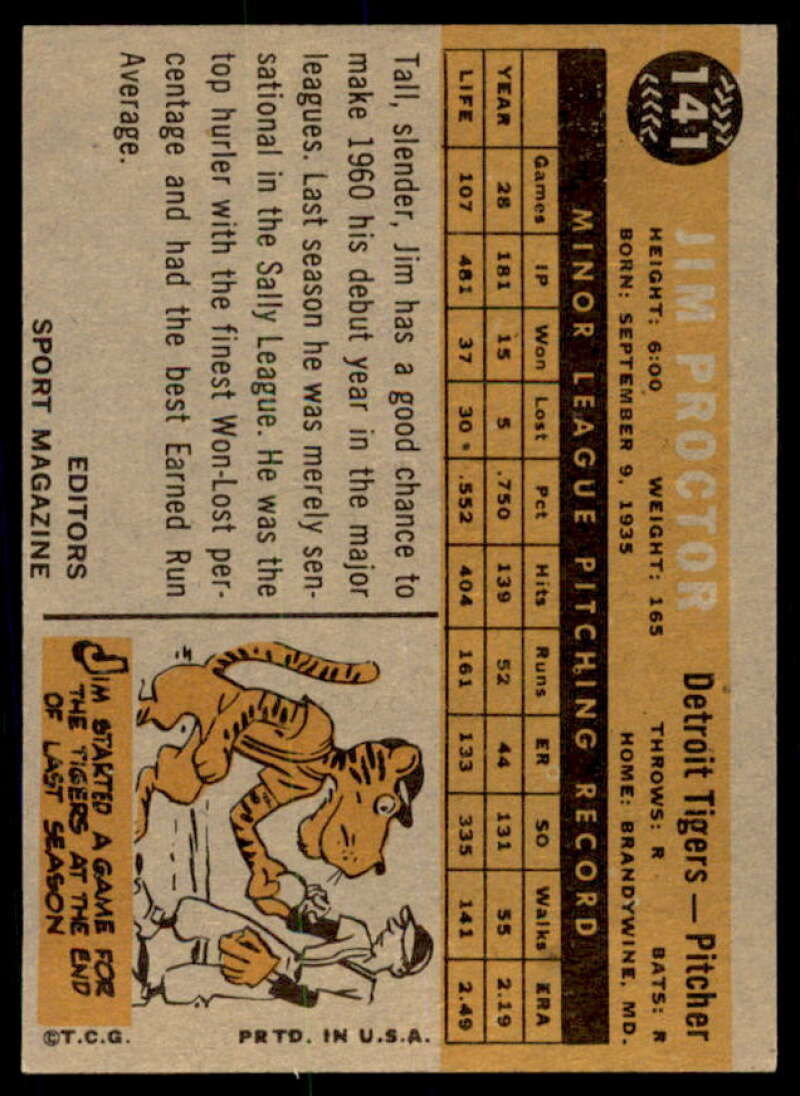 141
JIM PROCTOR Detroit Tigers — Pitcher
HEIGHT: 6:00 WEIGHT: 165 THROWS: R BATS: R
BORN: SEPTEMBER 9, 1935 HOME: BRANDYWINE, MD.
MINOR LEAGUE PITCHING RECORD
Games IP Won Lost Pct Hits Runs ER SO Walks ERA
YEAR 28 181 15 5 .750 139 52 44 131 55 2.19
LIFE 107 481 37 30 .552 404 161 133 335 141 2.49
Tall, slender, Jim has a good chance to
make 1960 his debut year in the major
leagues. Last season he was merely sen-
sational in the Sally League. He was the
top hurler with the finest Won-Lost per-
centage and had the best Earned Run
Average.
EDITORS
SPORT MAGAZINE
JIM STARTED A GAME FOR
THE TIGERS AT THE END
OF LAST SEASON
©T.C.G. PRTD. IN U.S.A.